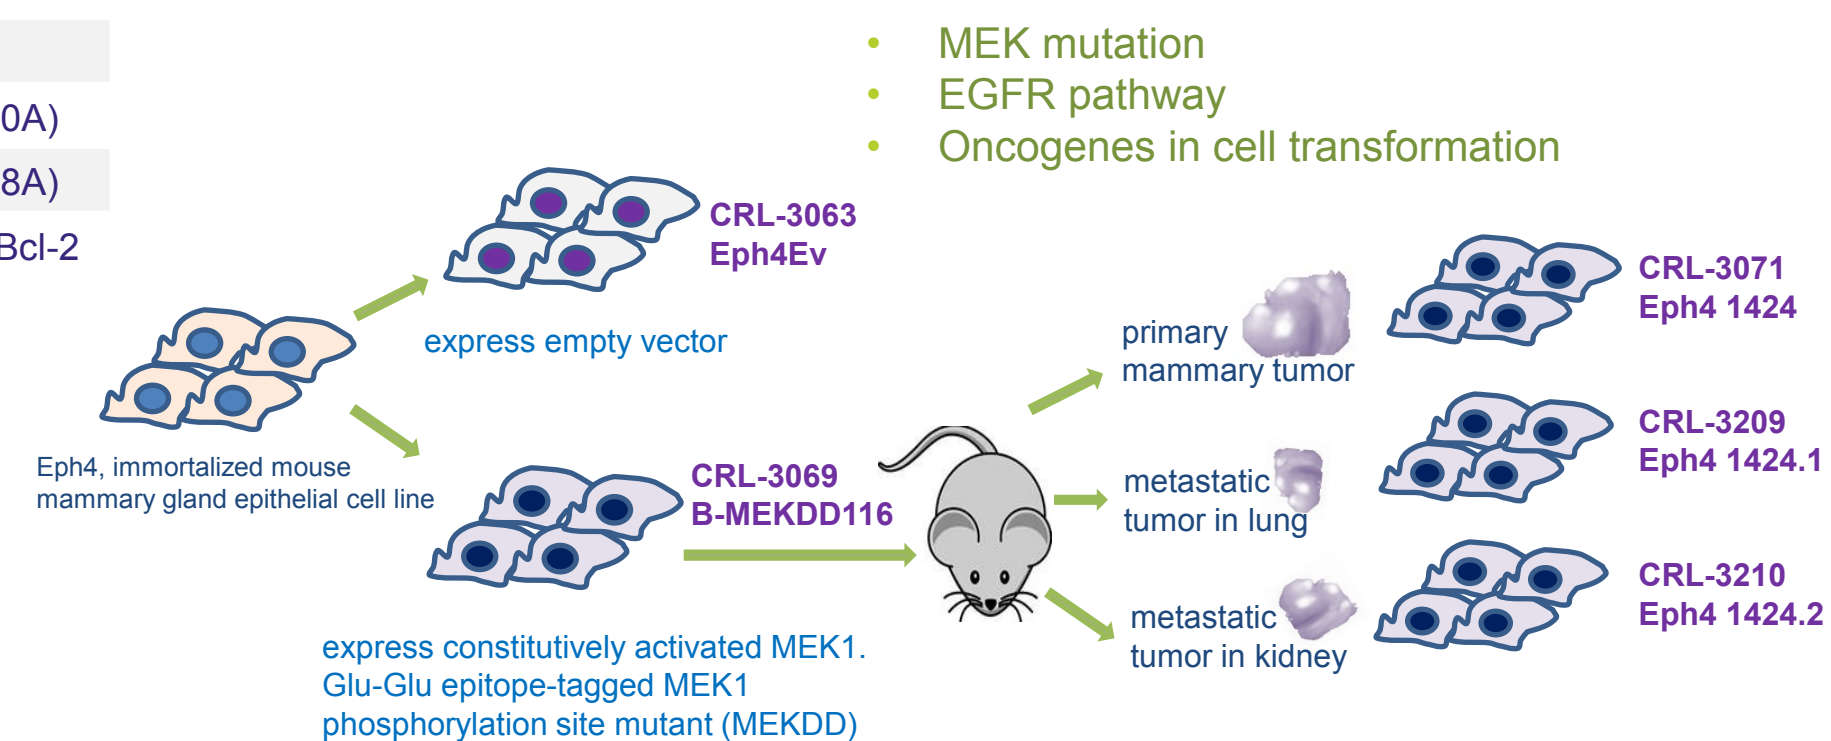 0A)
8A)
Bcl-2
• MEK mutation
• EGFR pathway
• Oncogenes in cell transformation
CRL-3063
Eph4Ev
express empty vector
Eph4, immortalized mouse
mammary gland epithelial cell line
CRL-3069
B-MEKDD116
express constitutively activated MEK1.
Glu-Glu epitope-tagged MEK1
phosphorylation site mutant (MEKDD)
primary
mammary tumor
CRL-3071
Eph4 1424
metastatic
tumor in lung
CRL-3209
Eph4 1424.1
metastatic
tumor in kidney
CRL-3210
Eph4 1424.2